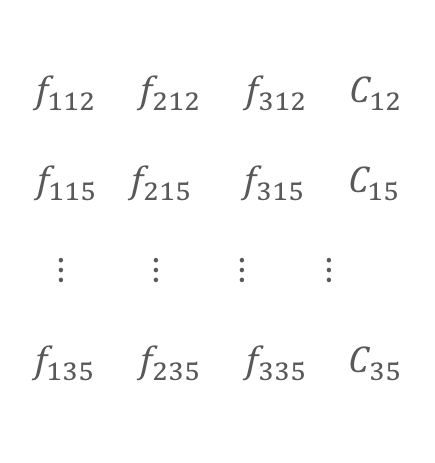 f₁₁₂ f₂₁₂ f₃₁₂ C₁₂
f₁₁₅ f₂₁₅ f₃₁₅ C₁₅
⋮ ⋮ ⋮ ⋮
f₁₃₅ f₂₃₅ f₃₃₅ C₃₅